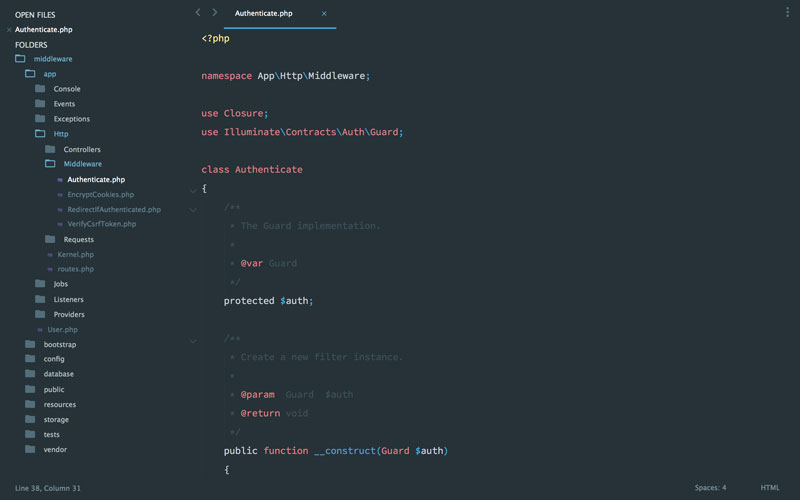 OPEN FILES
Authenticate.php
FOLDERS
middleware
app
Console
Events
Exceptions
Http
Controllers
Middleware
Authenticate.php
EncryptCookies.php
RedirectIfAuthenticated.php
VerifyCsrfToken.php
Requests
Kernel.php
routes.php
Jobs
Listeners
Providers
User.php
bootstrap
config
database
public
resources
storage
tests
vendor
Authenticate.php
<?php
namespace App\Http\Middleware;
use Closure;
use Illuminate\Contracts\Auth\Guard;
class Authenticate
{
/**
* The Guard implementation.
*
* @var Guard
*/
protected $auth;
/**
* Create a new filter instance.
*
* @param  Guard  $auth
* @return void
*/
public function __construct(Guard $auth)
{
Line 38, Column 31
Spaces: 4
HTML